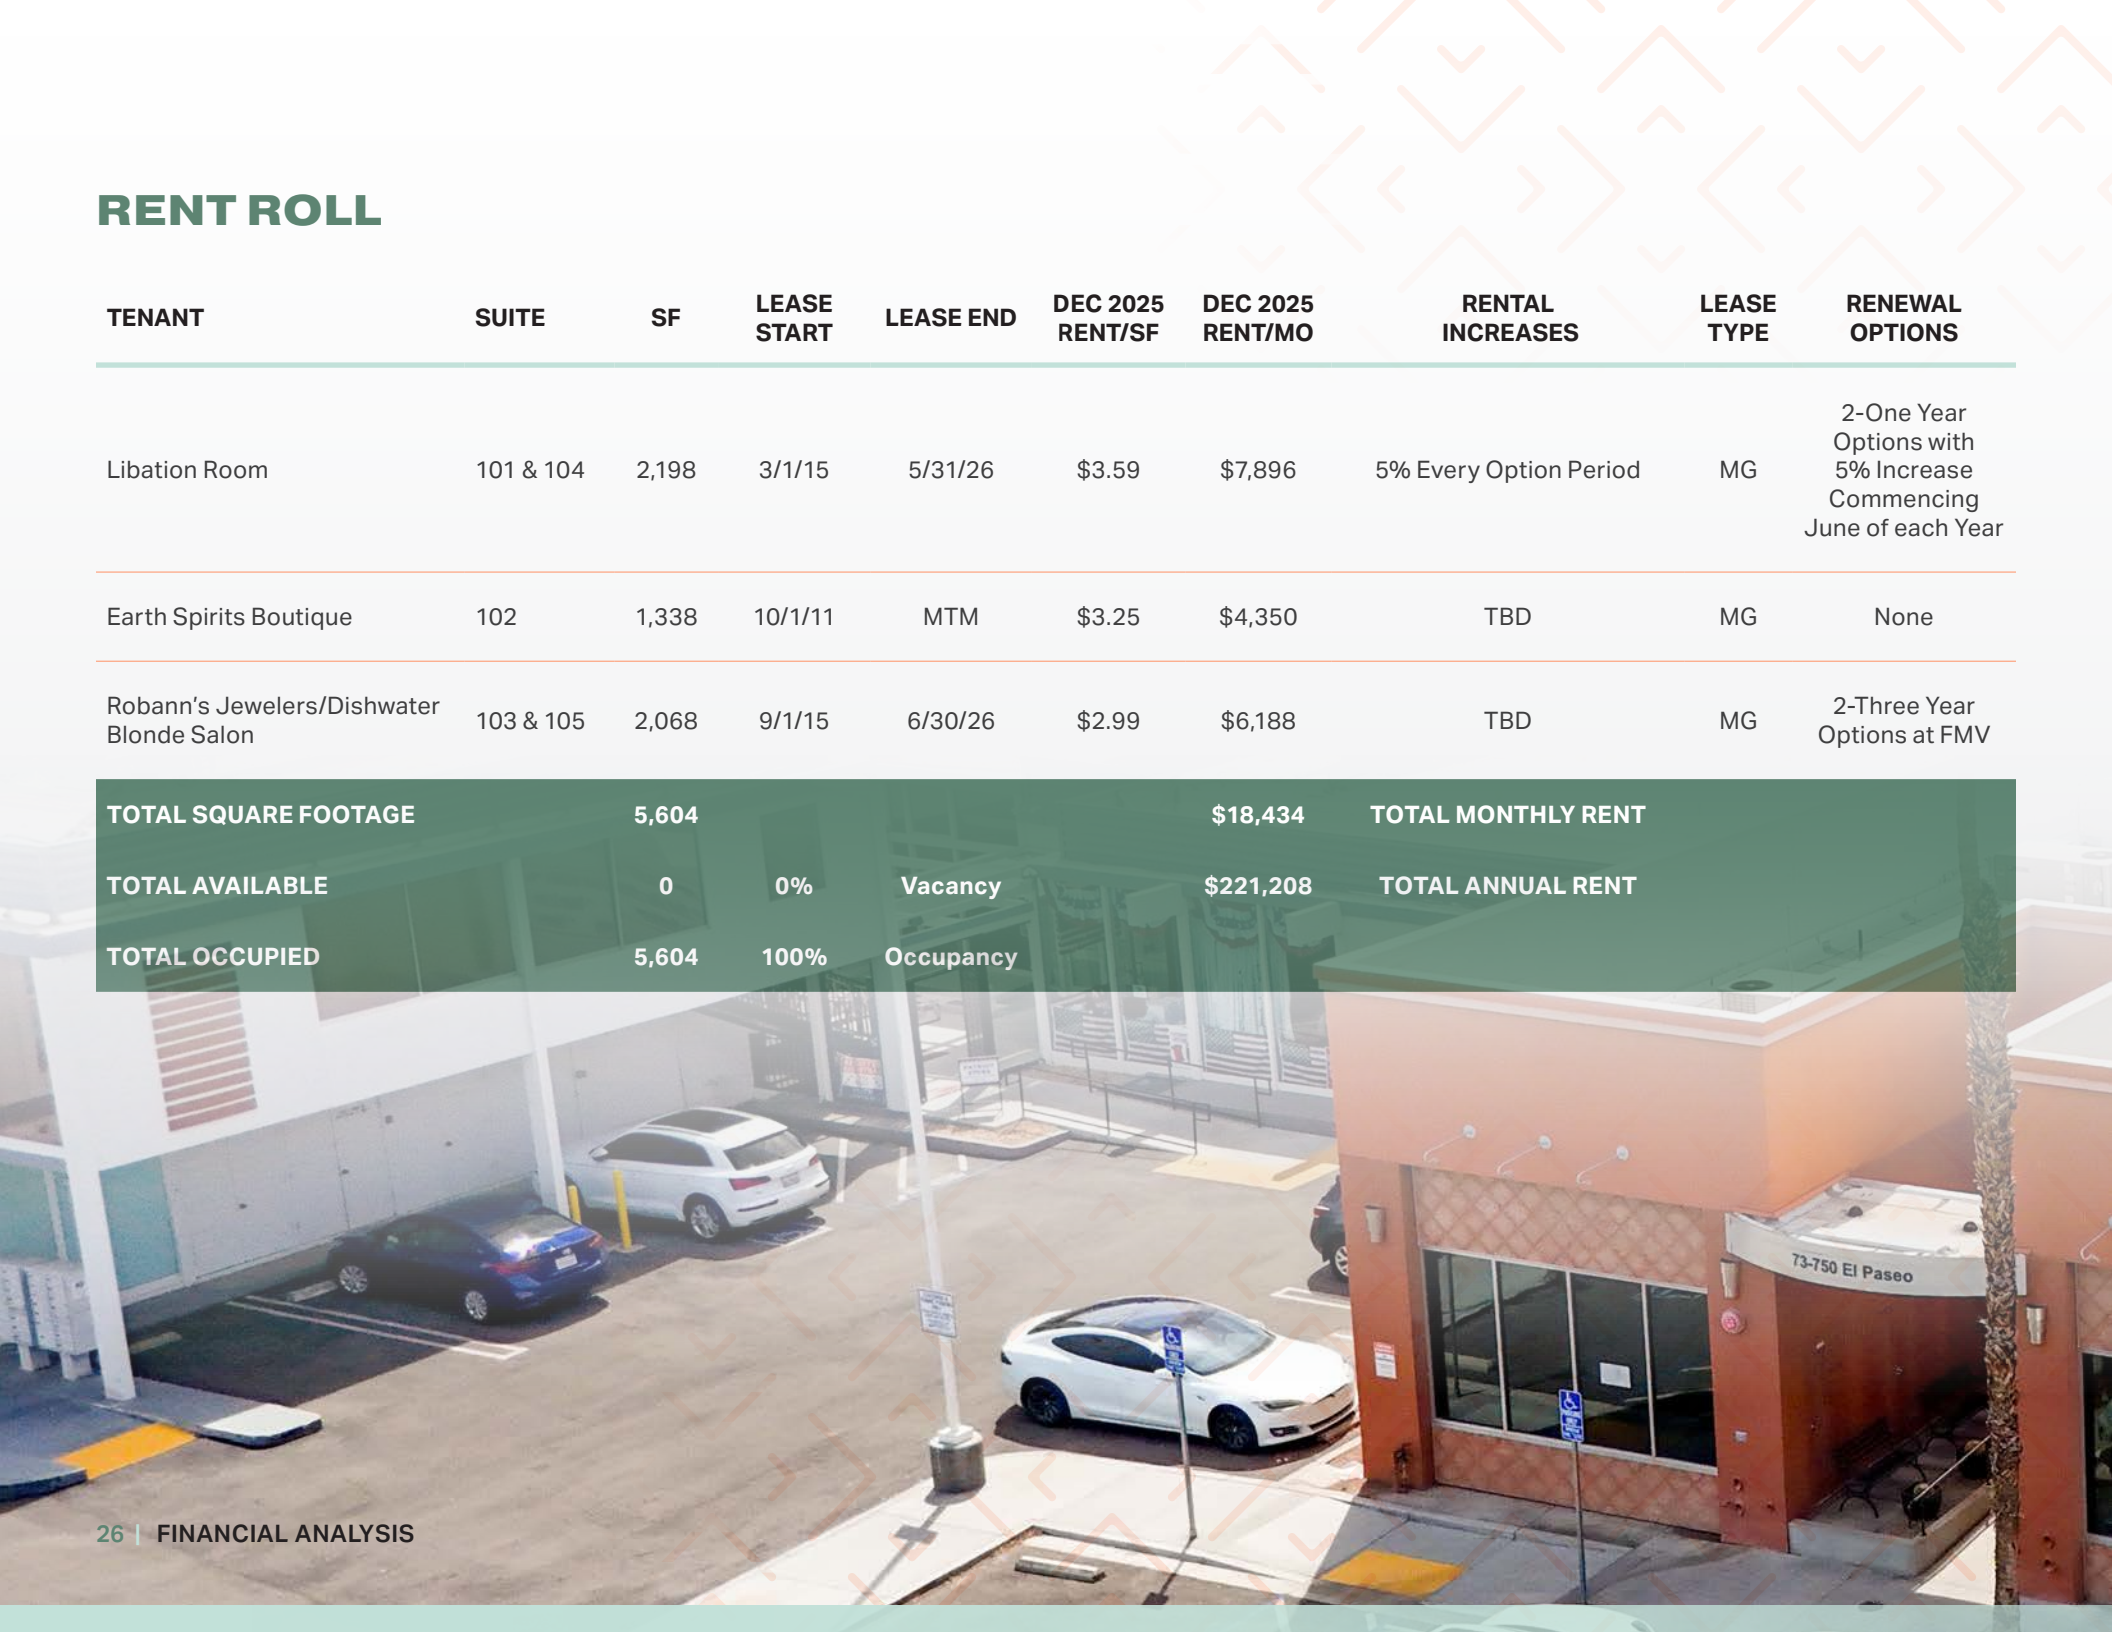 RENT ROLL
TENANT SUITE SF LEASE START LEASE END DEC 2025 RENT/SF DEC 2025 RENT/MO RENTAL INCREASES LEASE TYPE RENEWAL OPTIONS
Libation Room 101 & 104 2,198 3/1/15 5/31/26 $3.59 $7,896 5% Every Option Period MG 2-One Year Options with 5% Increase Commencing June of each Year
Earth Spirits Boutique 102 1,338 10/1/11 MTM $3.25 $4,350 TBD MG None
Robann’s Jewelers/Dishwater Blonde Salon 103 & 105 2,068 9/1/15 6/30/26 $2.99 $6,188 TBD MG 2-Three Year Options at FMV
TOTAL SQUARE FOOTAGE 5,604 $18,434 TOTAL MONTHLY RENT
TOTAL AVAILABLE 0 0% Vacancy $221,208 TOTAL ANNUAL RENT
TOTAL OCCUPIED 5,604 100% Occupancy
73-750 El Paseo
26 | FINANCIAL ANALYSIS